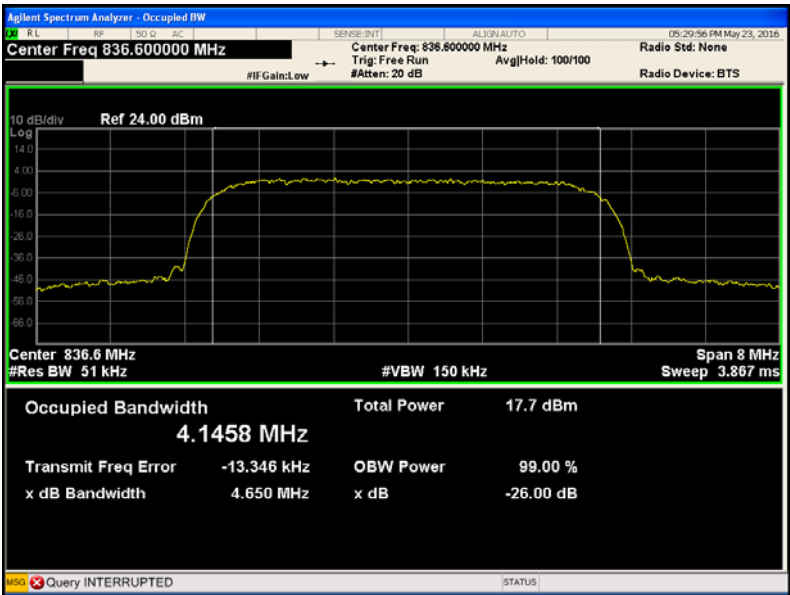 Agilent Spectrum Analyzer - Occupied BW
RL RF 50 Ω AC SENSE:INT ALIGN AUTO 05:29:56 PM May 23, 2016
Center Freq 836.600000 MHz Center Freq: 836.600000 MHz Radio Std: None
Trig: Free Run Avg|Hold: 100/100
#IFGain:Low #Atten: 20 dB Radio Device: BTS
10 dB/div Ref 24.00 dBm
Log
14.0
4.00
-6.00
-16.0
-26.0
-36.0
-46.0
-56.0
-66.0
Center 836.6 MHz Span 8 MHz
#Res BW 51 kHz #VBW 150 kHz Sweep 3.867 ms
Occupied Bandwidth Total Power 17.7 dBm
4.1458 MHz
Transmit Freq Error -13.346 kHz OBW Power 99.00 %
x dB Bandwidth 4.650 MHz x dB -26.00 dB
MSG Query INTERRUPTED STATUS